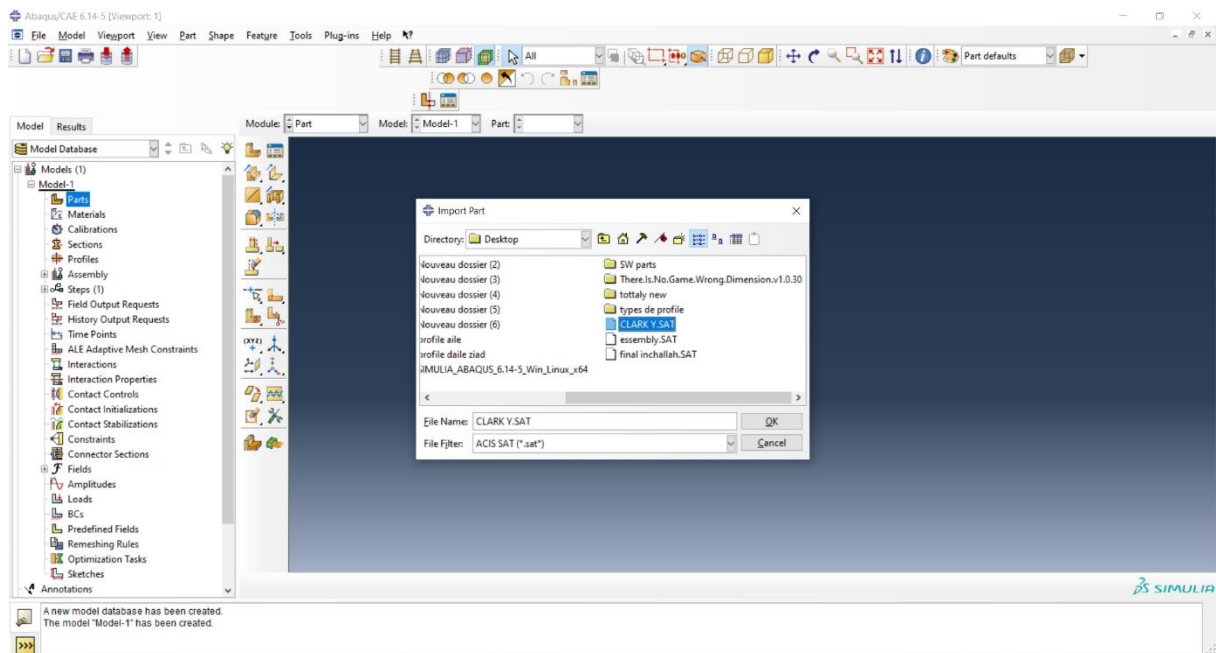 Abaqus/CAE 6.14-5 [Viewport: 1]
File Model Viewport View Part Shape Feature Tools Plug-ins Help
All
Part defaults
Model Results
Module: Part Model: Model-1 Part:
Model Database
Models (1)
Model-1
Parts
Materials
Calibrations
Sections
Profiles
Assembly
Steps (1)
Field Output Requests
History Output Requests
Time Points
ALE Adaptive Mesh Constraints
Interactions
Interaction Properties
Contact Controls
Contact Initializations
Contact Stabilizations
Constraints
Connector Sections
Fields
Amplitudes
Loads
BCs
Predefined Fields
Remeshing Rules
Optimization Tasks
Sketches
Annotations
(XYZ)
Import Part
Directory: Desktop
Nouveau dossier (2)
Nouveau dossier (3)
Nouveau dossier (4)
Nouveau dossier (5)
Nouveau dossier (6)
profile aile
profile daile ziad
SIMULIA_ABAQUS_6.14-5_Win_Linux_x64
SW parts
There.Is.No.Game.Wrong.Dimension.v1.0.30
tottaly new
types de profile
CLARK Y.SAT
essembly.SAT
final inchallah.SAT
File Name: CLARK Y.SAT OK
File Filter: ACIS SAT (*.sat*) Cancel
SIMULIA
A new model database has been created.
The model "Model-1" has been created.
>>>